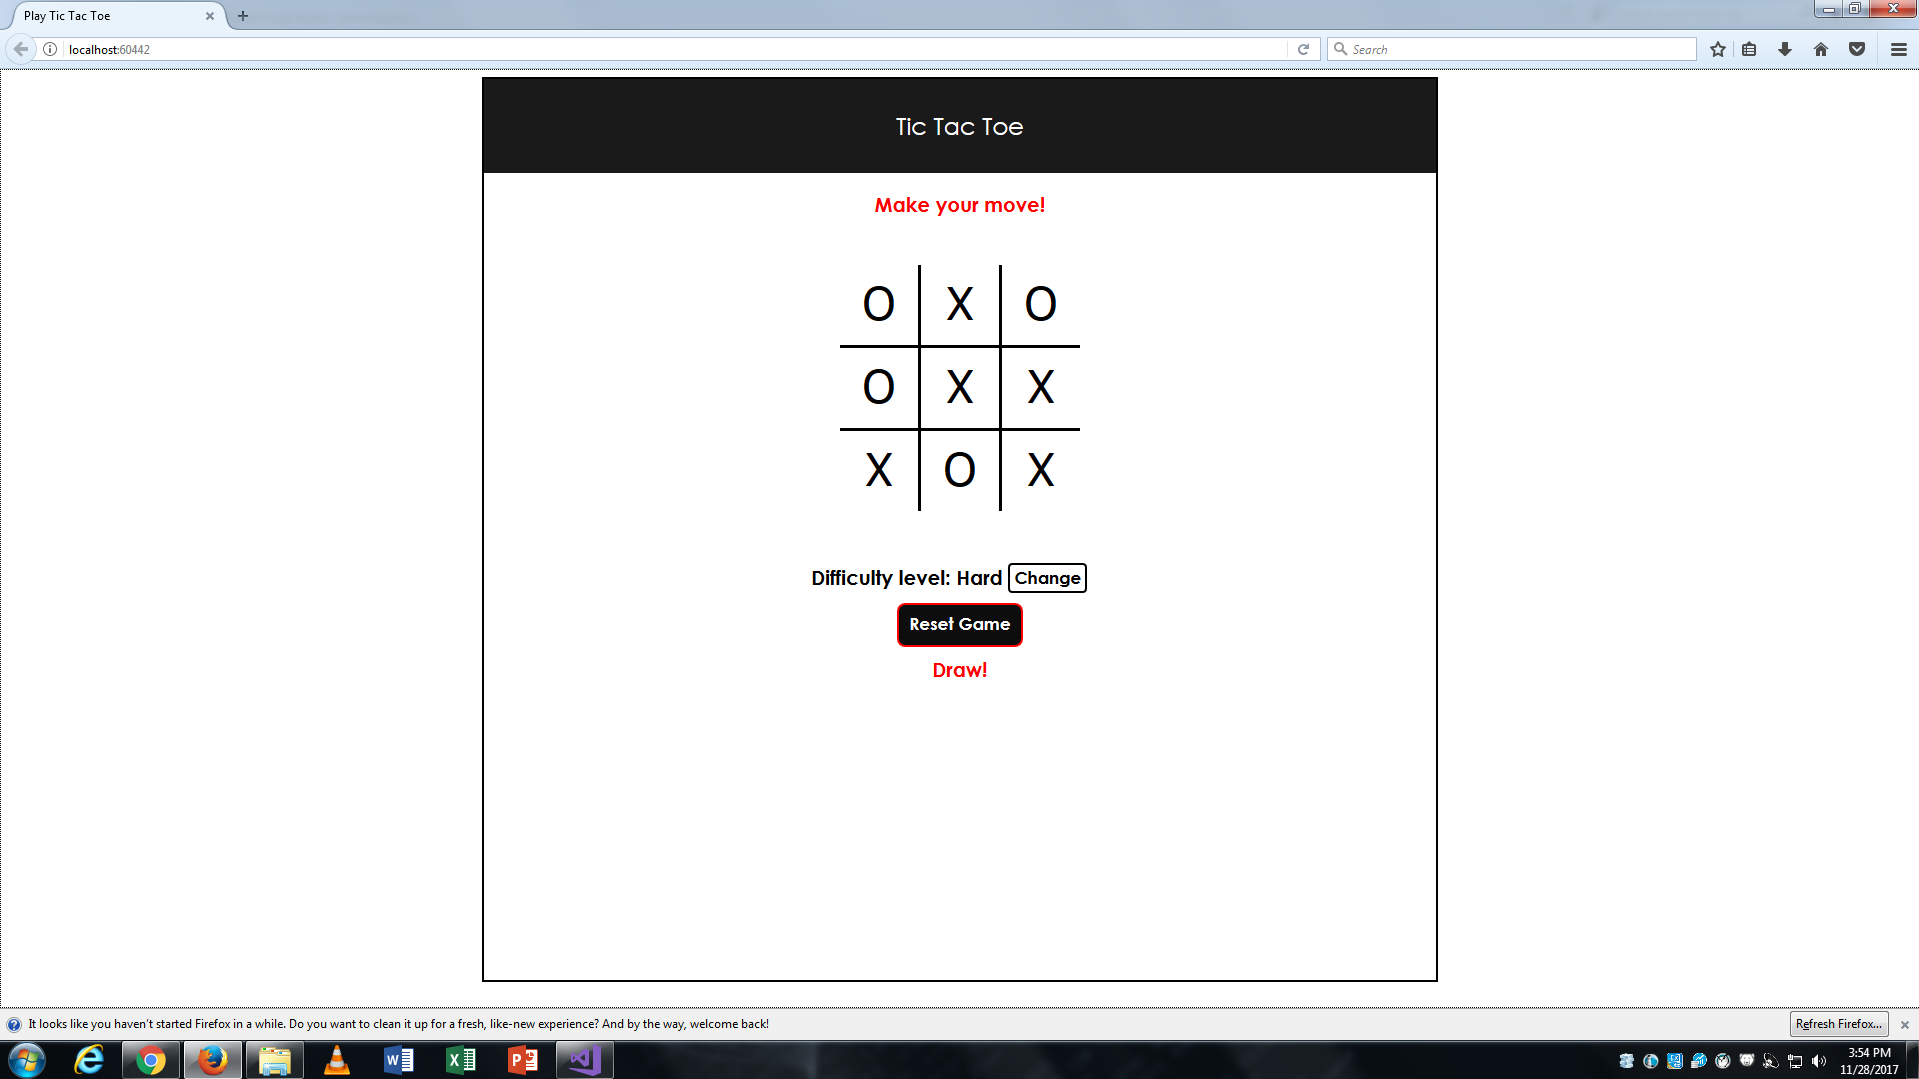 Play Tic Tac Toe
localhost:60442
Search
Tic Tac Toe
Make your move!
O X O
O X X
X O X
Difficulty level: Hard Change
Reset Game
Draw!
It looks like you haven't started Firefox in a while. Do you want to clean it up for a fresh, like-new experience? And by the way, welcome back!
Refresh Firefox...
3:54 PM
11/28/2017